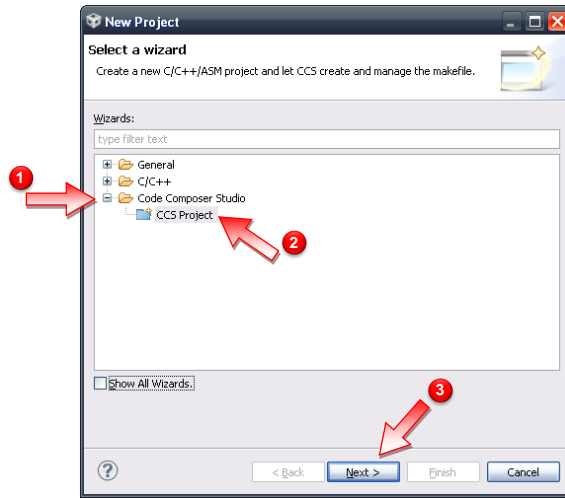 New Project
Select a wizard
Create a new C/C++/ASM project and let CCS create and manage the makefile.
Wizards:
type filter text
General
1
C/C++
Code Composer Studio
CCS Project
2
Show All Wizards.
3
?
< Back Next > Finish Cancel